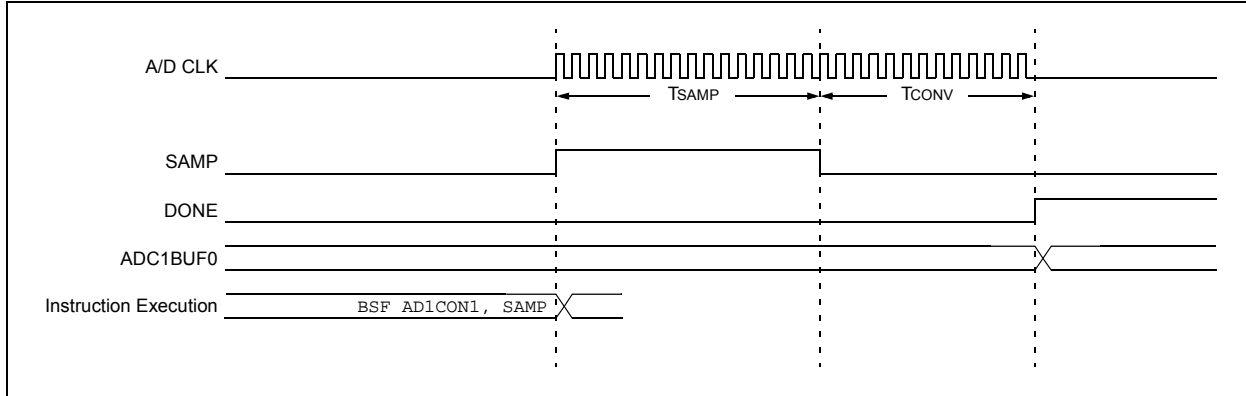 A/D CLK
TSAMP
TCONV
SAMP
DONE
ADC1BUF0
Instruction Execution
BSF AD1CON1, SAMP